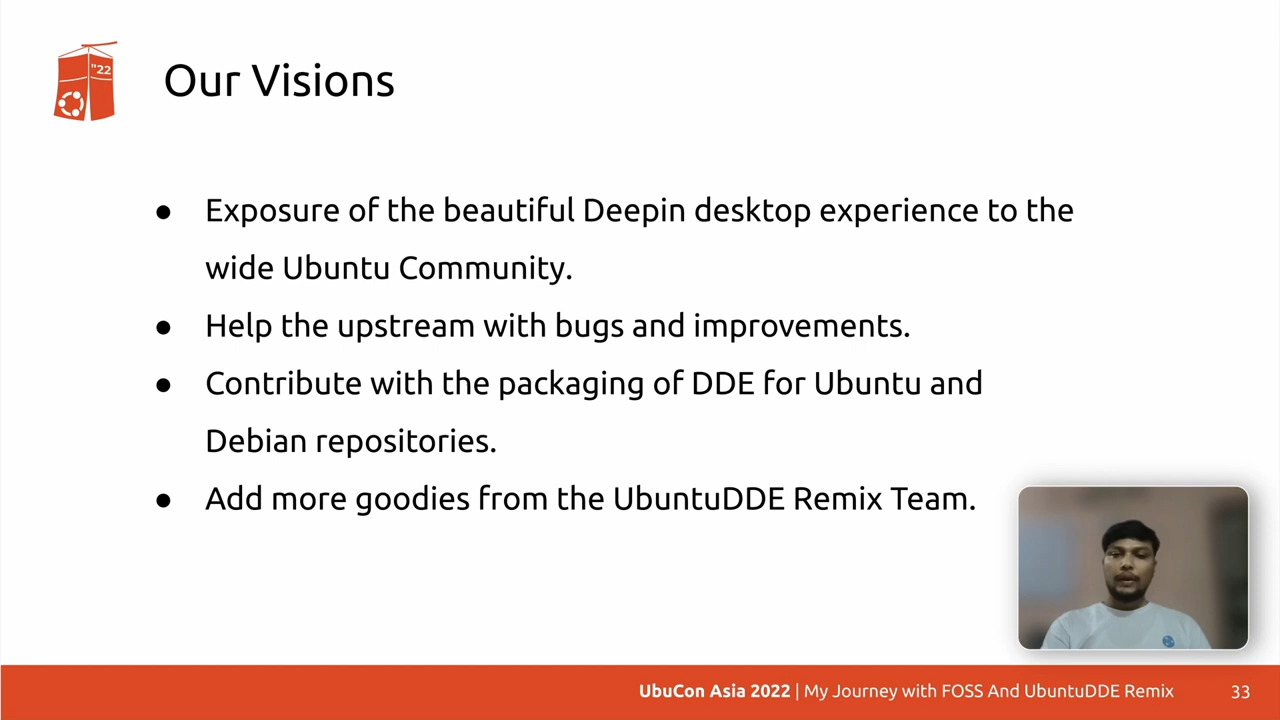 "22
Our Visions
● Exposure of the beautiful Deepin desktop experience to the
wide Ubuntu Community.
● Help the upstream with bugs and improvements.
● Contribute with the packaging of DDE for Ubuntu and
Debian repositories.
● Add more goodies from the UbuntuDDE Remix Team.
UbuCon Asia 2022 | My Journey with FOSS And UbuntuDDE Remix 33